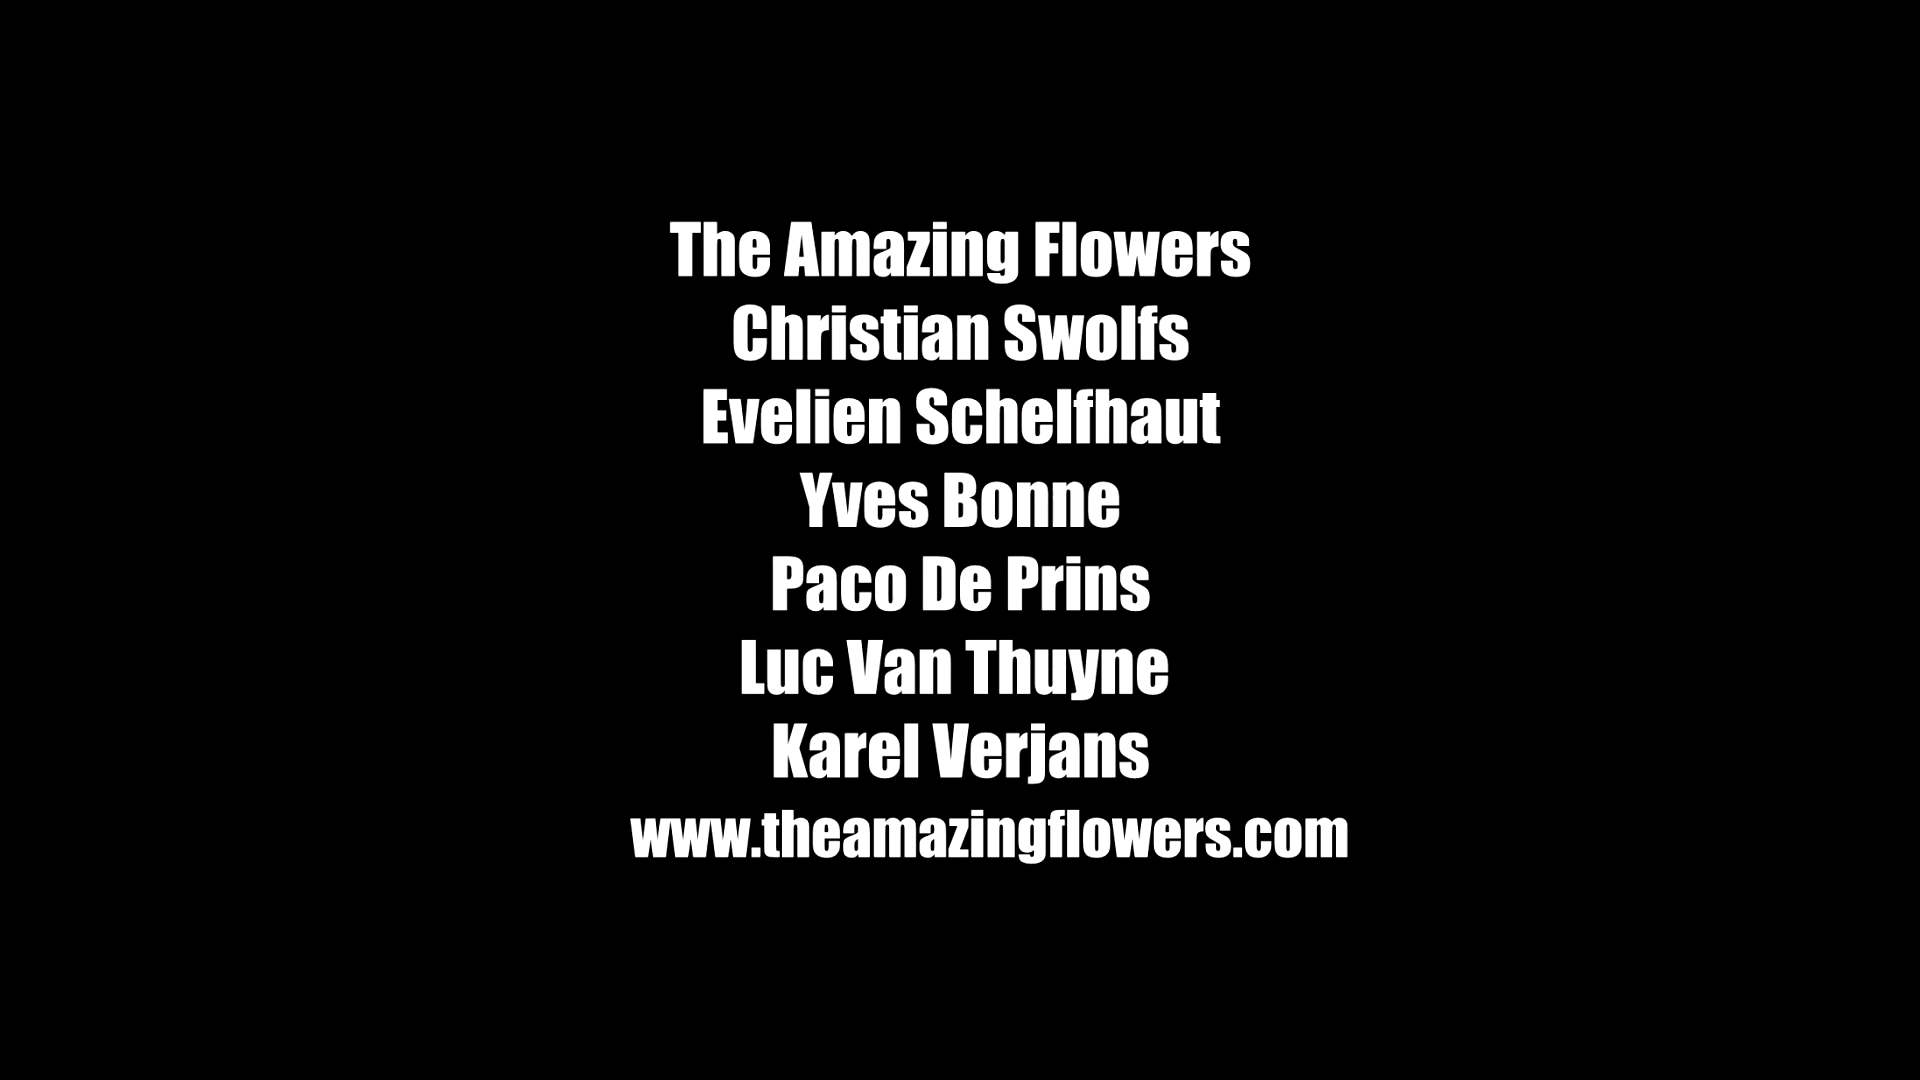 The Amazing Flowers
Christian Swolfs
Evelien Schelfhaut
Yves Bonne
Paco De Prins
Luc Van Thuyne
Karel Verjans
www.theamazingflowers.com